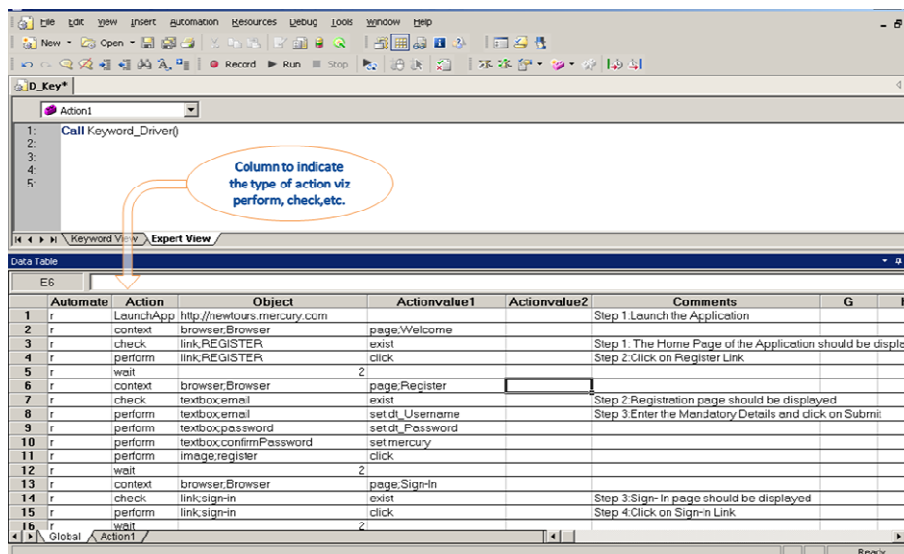 File Edit View Insert Automation Resources Debug Tools Window Help
New Open
Record Run Stop
D_Key*
Action1
1: Call Keyword_Driver()
2:
3:
4:
5:
Column to indicate
the type of action viz
perform, check,etc.
Keyword View Expert View
Data Table
E6
Automate Action Object Actionvalue1 Actionvalue2 Comments G
1 r LaunchApp http://newtours.mercury.com Step 1:Launch the Application
2 r context browser;Browser page;Welcome
3 r check link;REGISTER exist Step 1: The Home Page of the Application should be displa
4 r perform link;REGISTER click Step 2:Click on Register Link
5 r wait 2
6 r context browser;Browser page;Register
7 r check textbox;email exist Step 2:Registration page should be displayed
8 r perform textbox;email set dt_Username Step 3:Enter the Mandatory Details and click on Submit
9 r perform textbox;password set dt_Password
10 r perform textbox;confirmPassword set mercury
11 r perform image;register click
12 r wait 2
13 r context browser;Browser page;Sign-In
14 r check link;sign-in exist Step 3:Sign- In page should be displayed
15 r perform link;sign-in click Step 4:Click on Sign-in Link
16 r wait 2
Global Action1
Ready